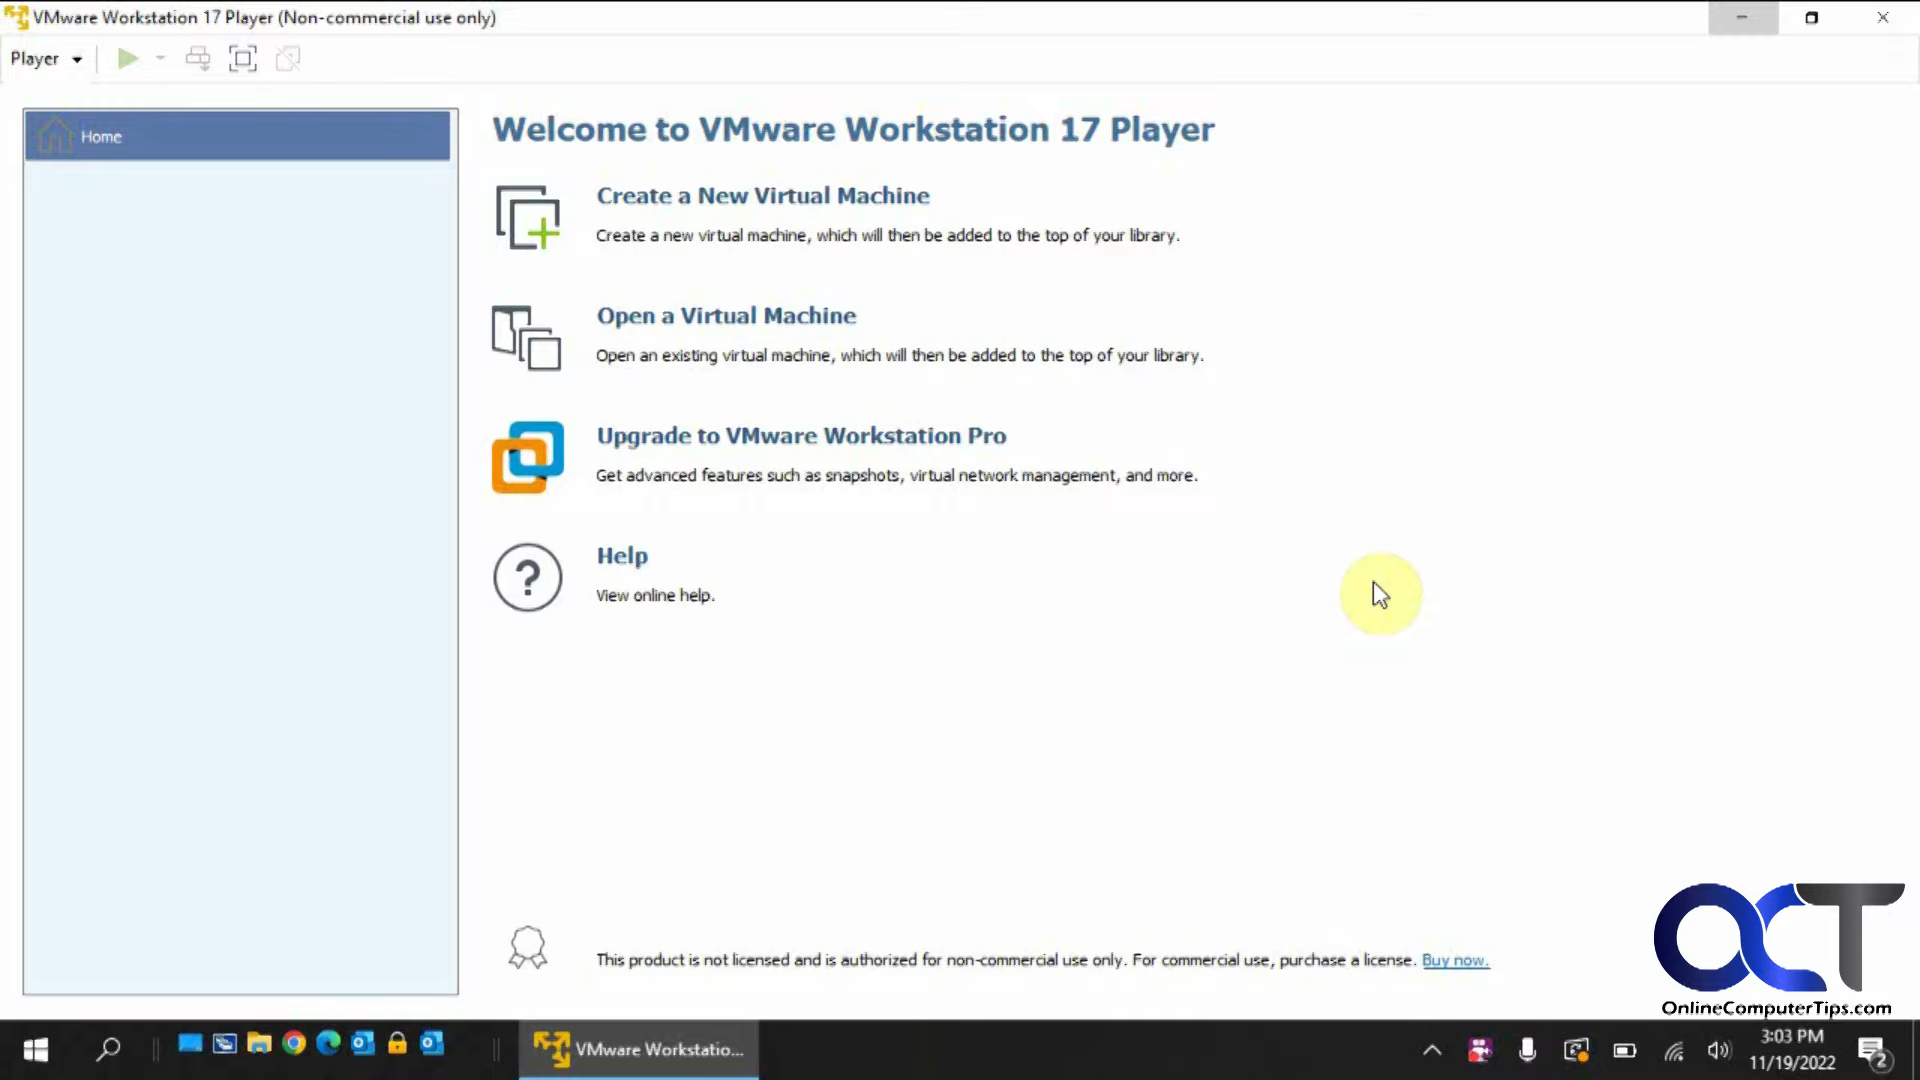 VMware Workstation 17 Player (Non-commercial use only)
Player
Home
Welcome to VMware Workstation 17 Player
Create a New Virtual Machine
Create a new virtual machine, which will then be added to the top of your library.
Open a Virtual Machine
Open an existing virtual machine, which will then be added to the top of your library.
Upgrade to VMware Workstation Pro
Get advanced features such as snapshots, virtual network management, and more.
?
Help
View online help.
This product is not licensed and is authorized for non-commercial use only. For commercial use, purchase a license. Buy now.
OCT
OnlineComputerTips.com
VMware Workstatio...
3:03 PM
11/19/2022
2